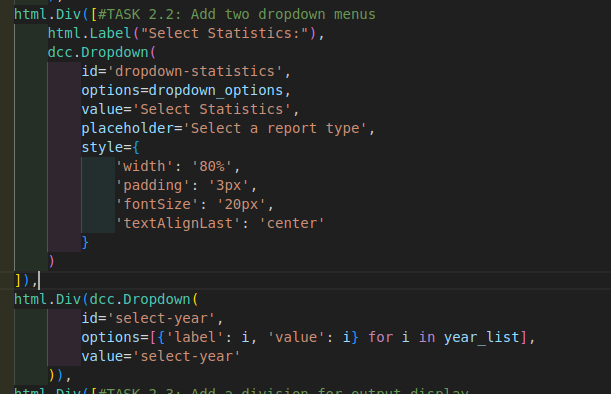 html.Div([#TASK 2.2: Add two dropdown menus
html.Label("Select Statistics:"),
dcc.Dropdown(
id='dropdown-statistics',
options=dropdown_options,
value='Select Statistics',
placeholder='Select a report type',
style={
'width': '80%',
'padding': '3px',
'fontSize': '20px',
'textAlignLast': 'center'
}
)
]),
html.Div(dcc.Dropdown(
id='select-year',
options=[{'label': i, 'value': i} for i in year_list],
value='select-year'
)),
html.Div([#TASK 2.3: Add a division for output display